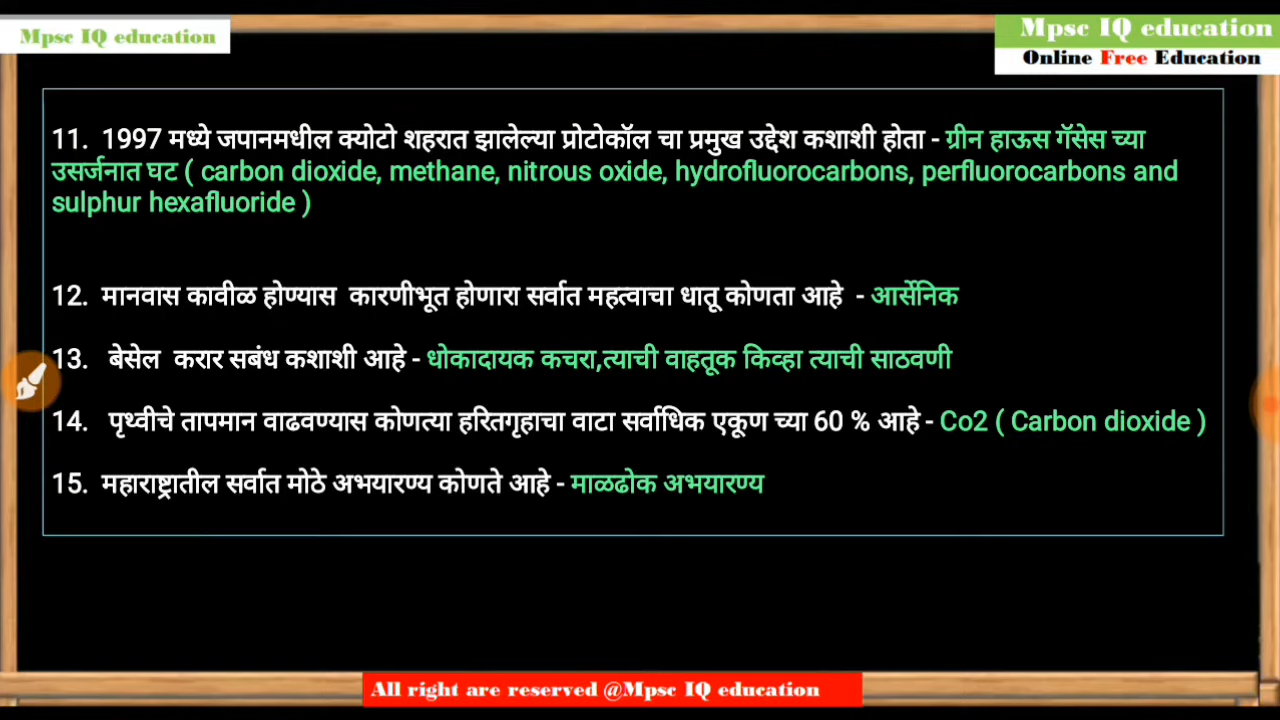 Mpsc IQ education
Mpsc IQ education
Online Free Education
11. 1997 मध्ये जपानमधील क्योटो शहरात झालेल्या प्रोटोकॉल चा प्रमुख उद्देश कशाशी होता - ग्रीन हाऊस गॅसेस च्या
उसर्जनात घट ( carbon dioxide, methane, nitrous oxide, hydrofluorocarbons, perfluorocarbons and
sulphur hexafluoride )
12. मानवास कावीळ होण्यास कारणीभूत होणारा सर्वात महत्वाचा धातू कोणता आहे - आर्सेनिक
13. बेसेल करार सबंध कशाशी आहे - धोकादायक कचरा,त्याची वाहतूक किव्हा त्याची साठवणी
14. पृथ्वीचे तापमान वाढवण्यास कोणत्या हरितगृहाचा वाटा सर्वाधिक एकूण च्या 60 % आहे - Co2 ( Carbon dioxide )
15. महाराष्ट्रातील सर्वात मोठे अभयारण्य कोणते आहे - माळढोक अभयारण्य
All right are reserved @Mpsc IQ education